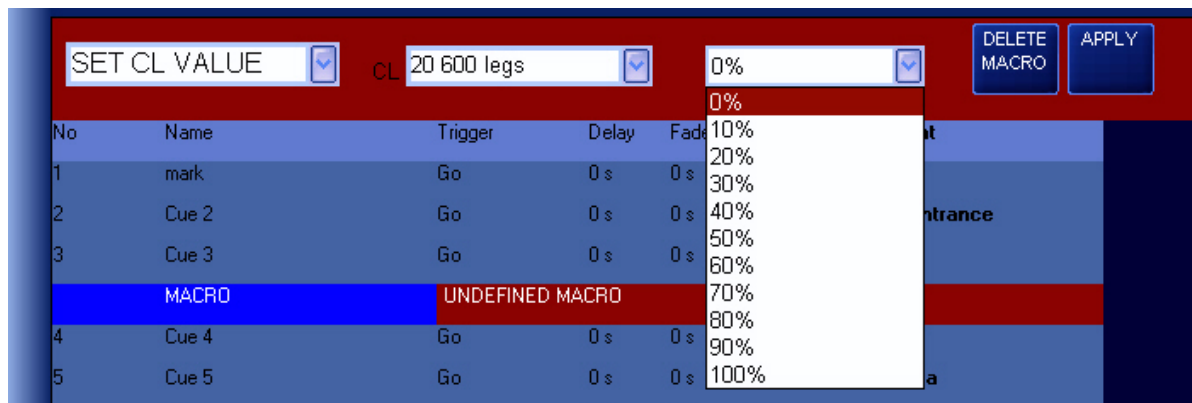 SET CL VALUE CL 20 600 legs 0% DELETE MACRO APPLY
0%
10%
20%
30%
40%
50%
60%
70%
80%
90%
100%
No Name Trigger Delay
1 mark Go 0 s 0 s
2 Cue 2 Go 0 s 0 s
3 Cue 3 Go 0 s 0 s
MACRO UNDEFINED MACRO
4 Cue 4 Go 0 s 0 s
5 Cue 5 Go 0 s 0 s